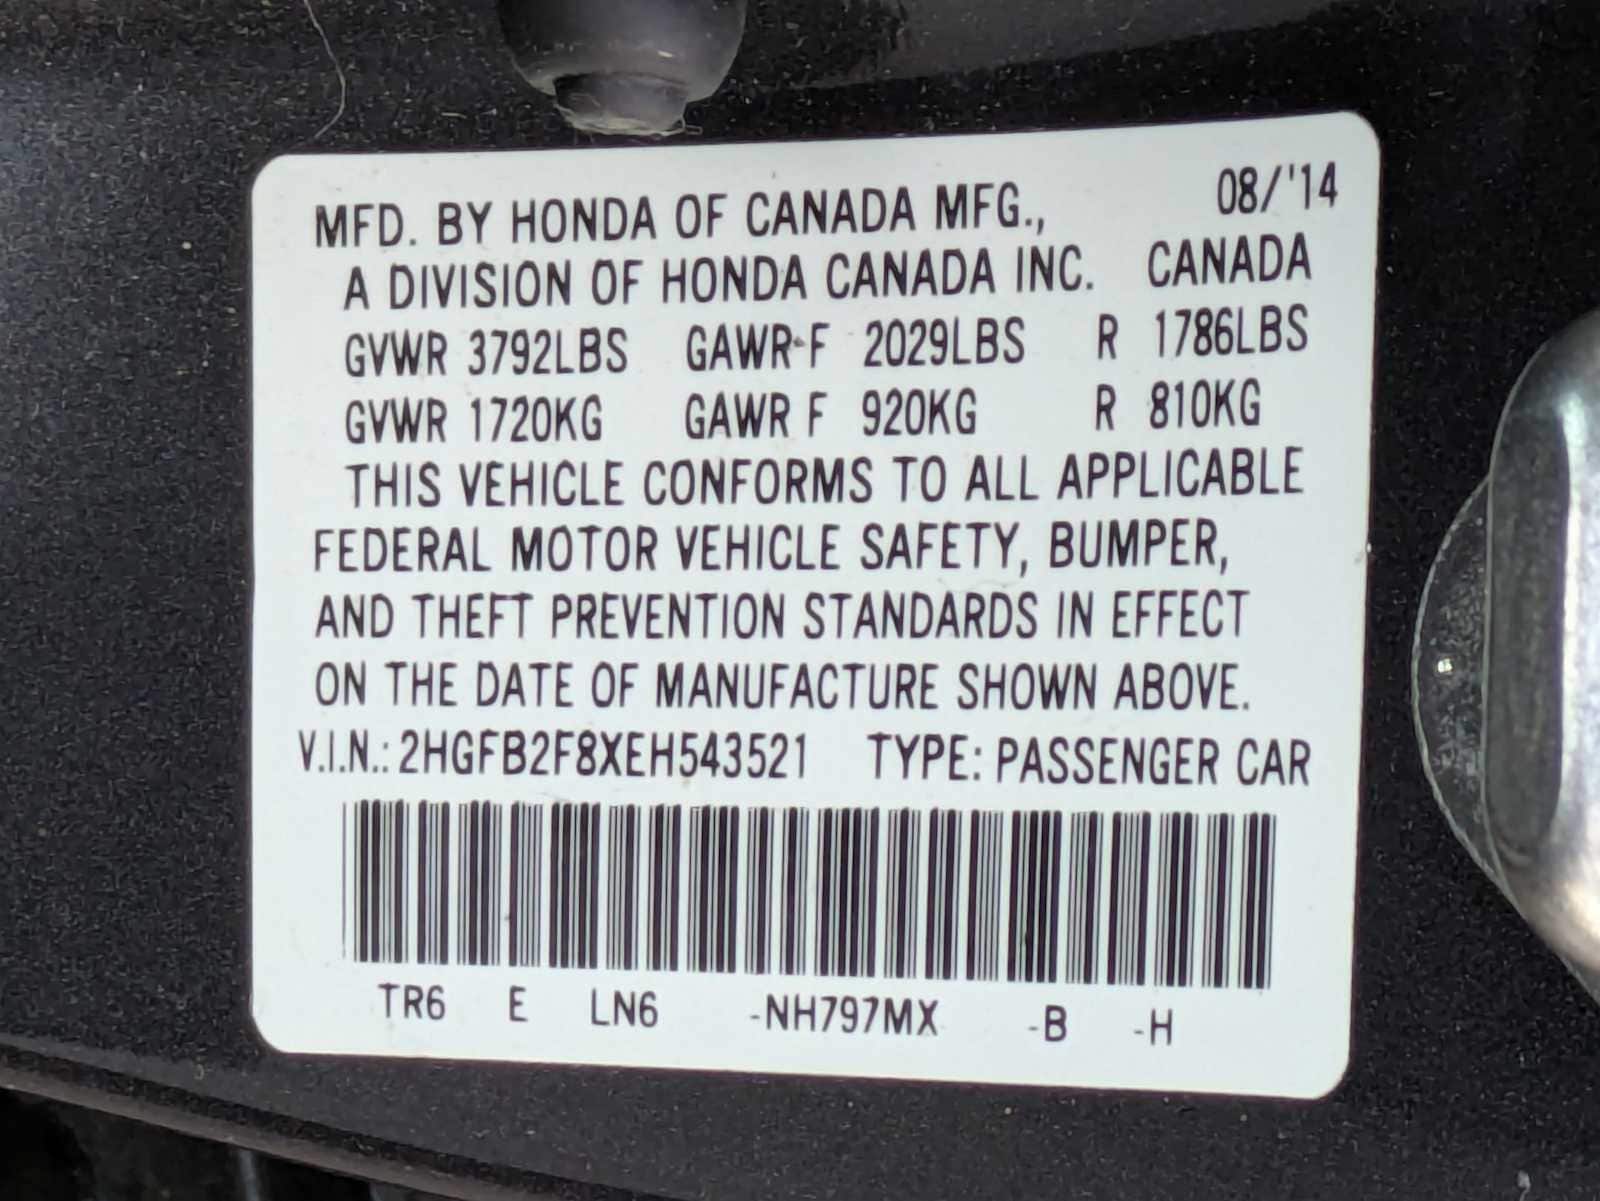 MFD. BY HONDA OF CANADA MFG., 08/'14
A DIVISION OF HONDA CANADA INC. CANADA
GVWR 3792LBS GAWR F 2029LBS R 1786LBS
GVWR 1720KG GAWR F 920KG R 810KG
THIS VEHICLE CONFORMS TO ALL APPLICABLE
FEDERAL MOTOR VEHICLE SAFETY, BUMPER,
AND THEFT PREVENTION STANDARDS IN EFFECT
ON THE DATE OF MANUFACTURE SHOWN ABOVE.
V.I.N.: 2HGFB2F8XEH543521 TYPE: PASSENGER CAR
TR6 E LN6 -NH797MX -B -H